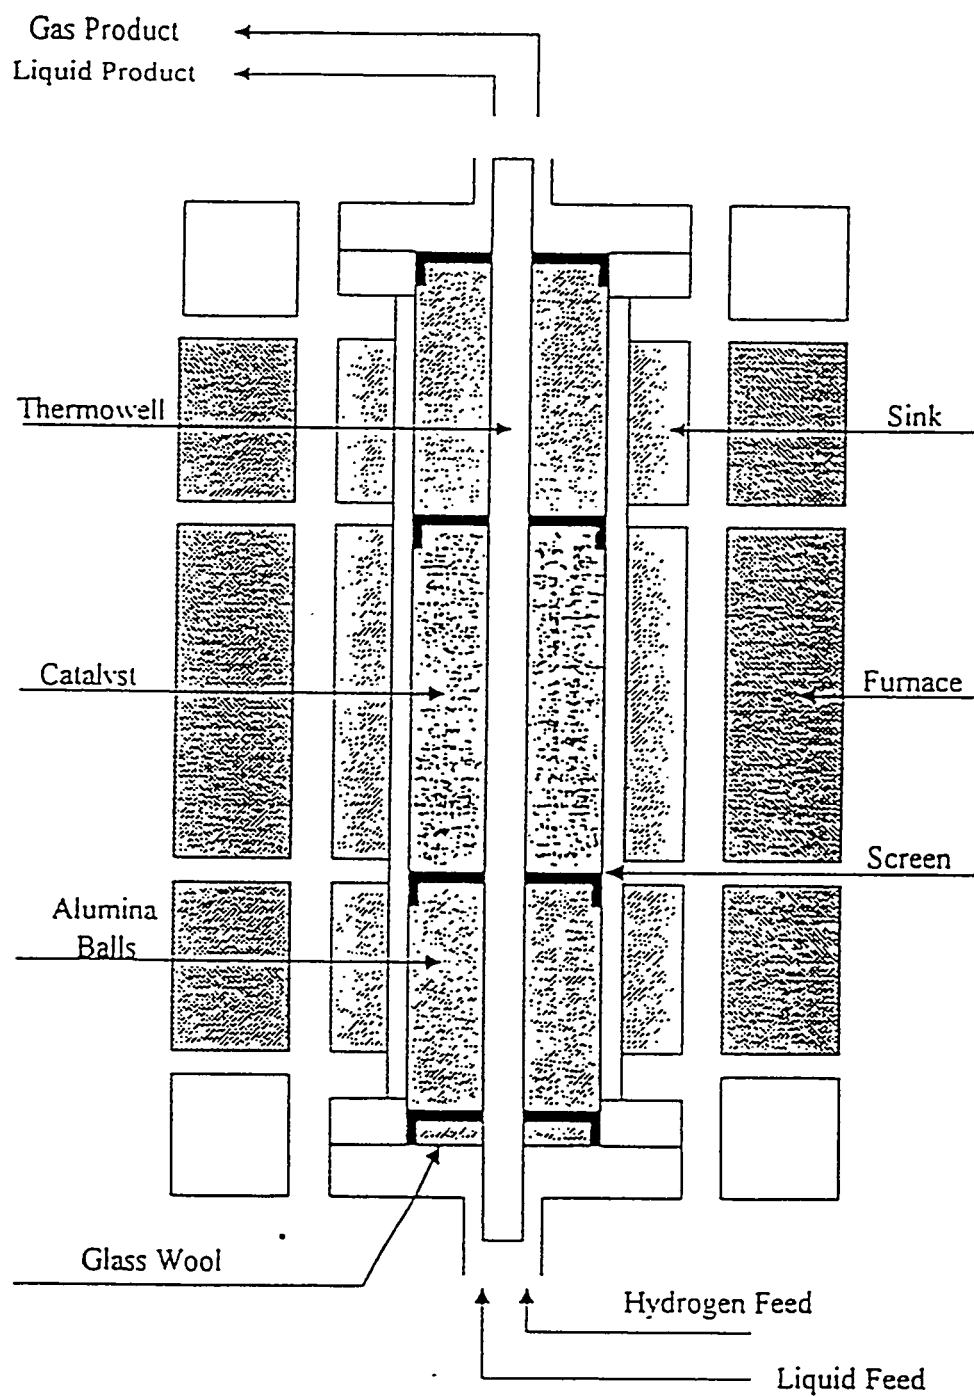 Gas Product
Liquid Product
Thermowell
Sink
Catalyst
Furnace
Screen
Alumina
Balls
Glass Wool
Hydrogen Feed
Liquid Feed